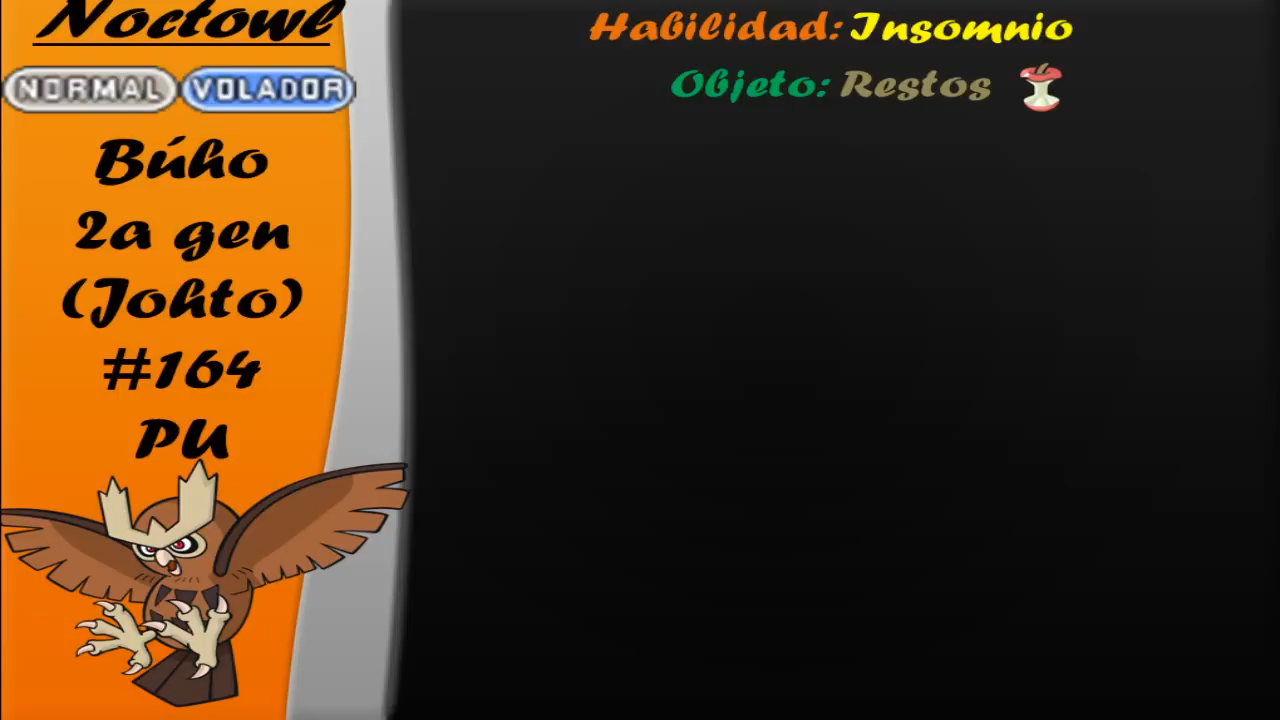 Noctowl
NORMAL VOLADOR
Búho
2a gen
(Johto)
#164
PU
Habilidad: Insomnio
Objeto: Restos